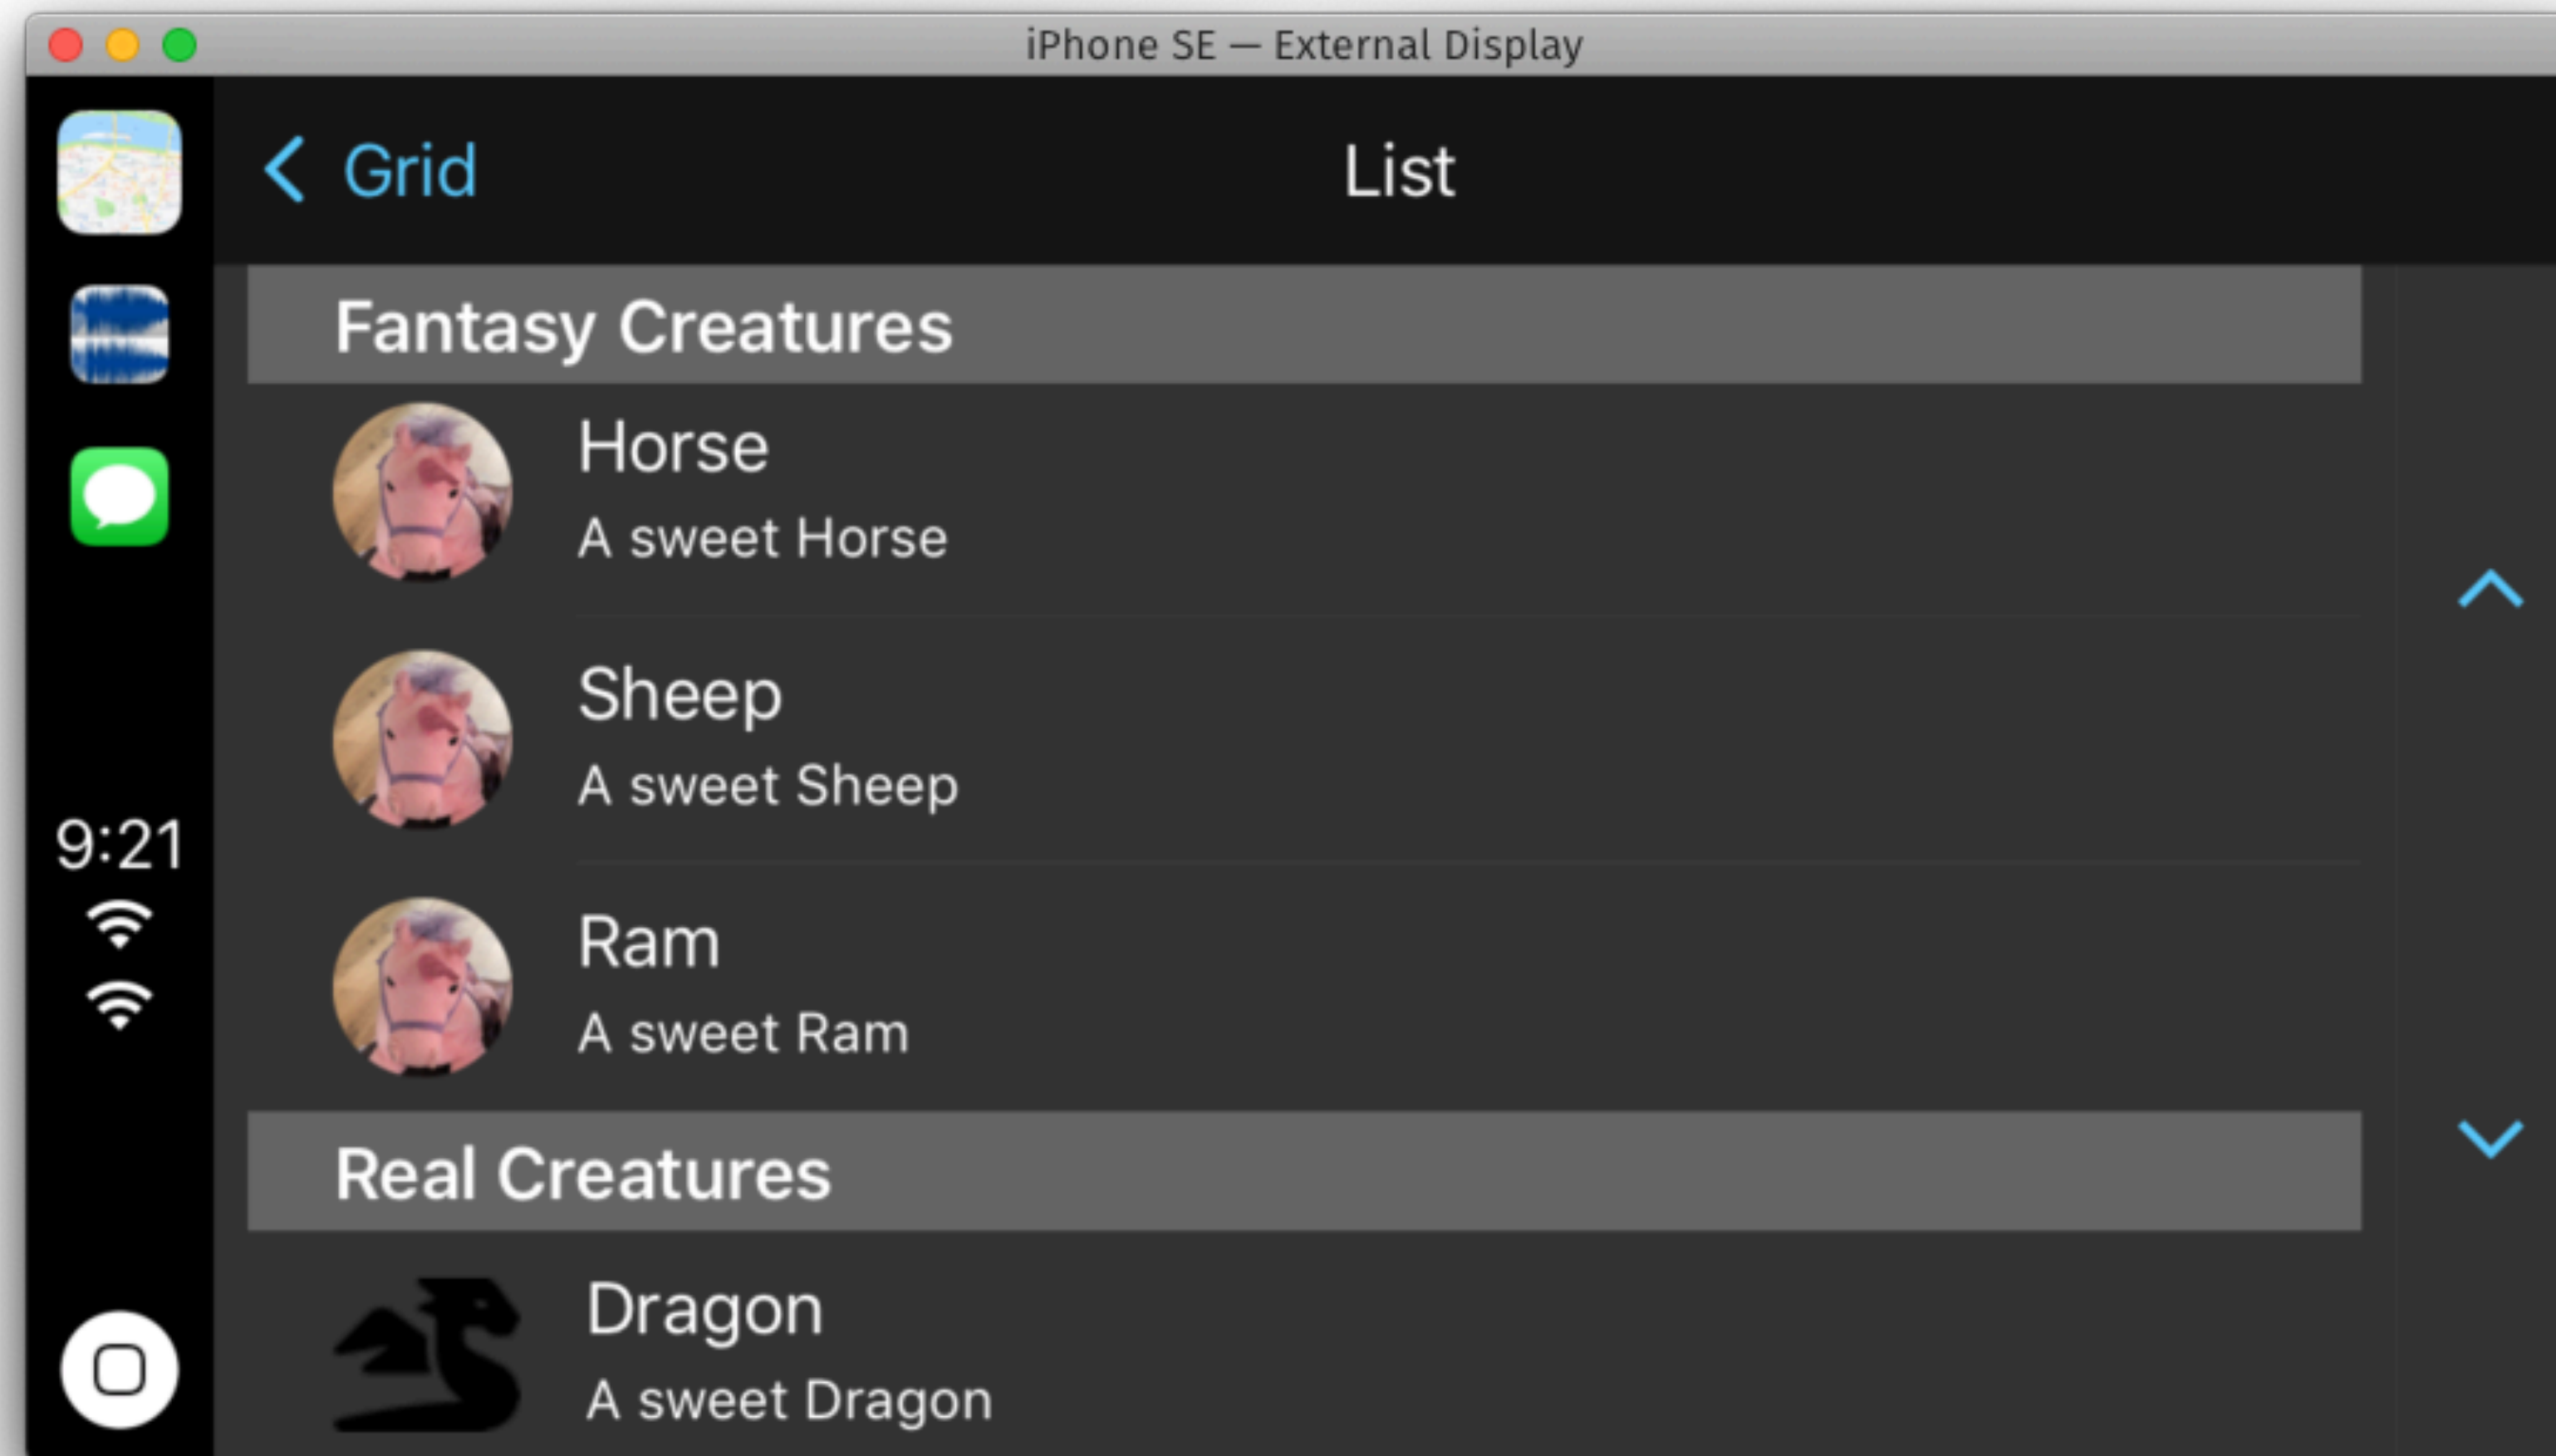 iPhone SE — External Display
Grid
List
Fantasy Creatures
Horse
A sweet Horse
Sheep
A sweet Sheep
9:21
Ram
A sweet Ram
Real Creatures
Dragon
A sweet Dragon